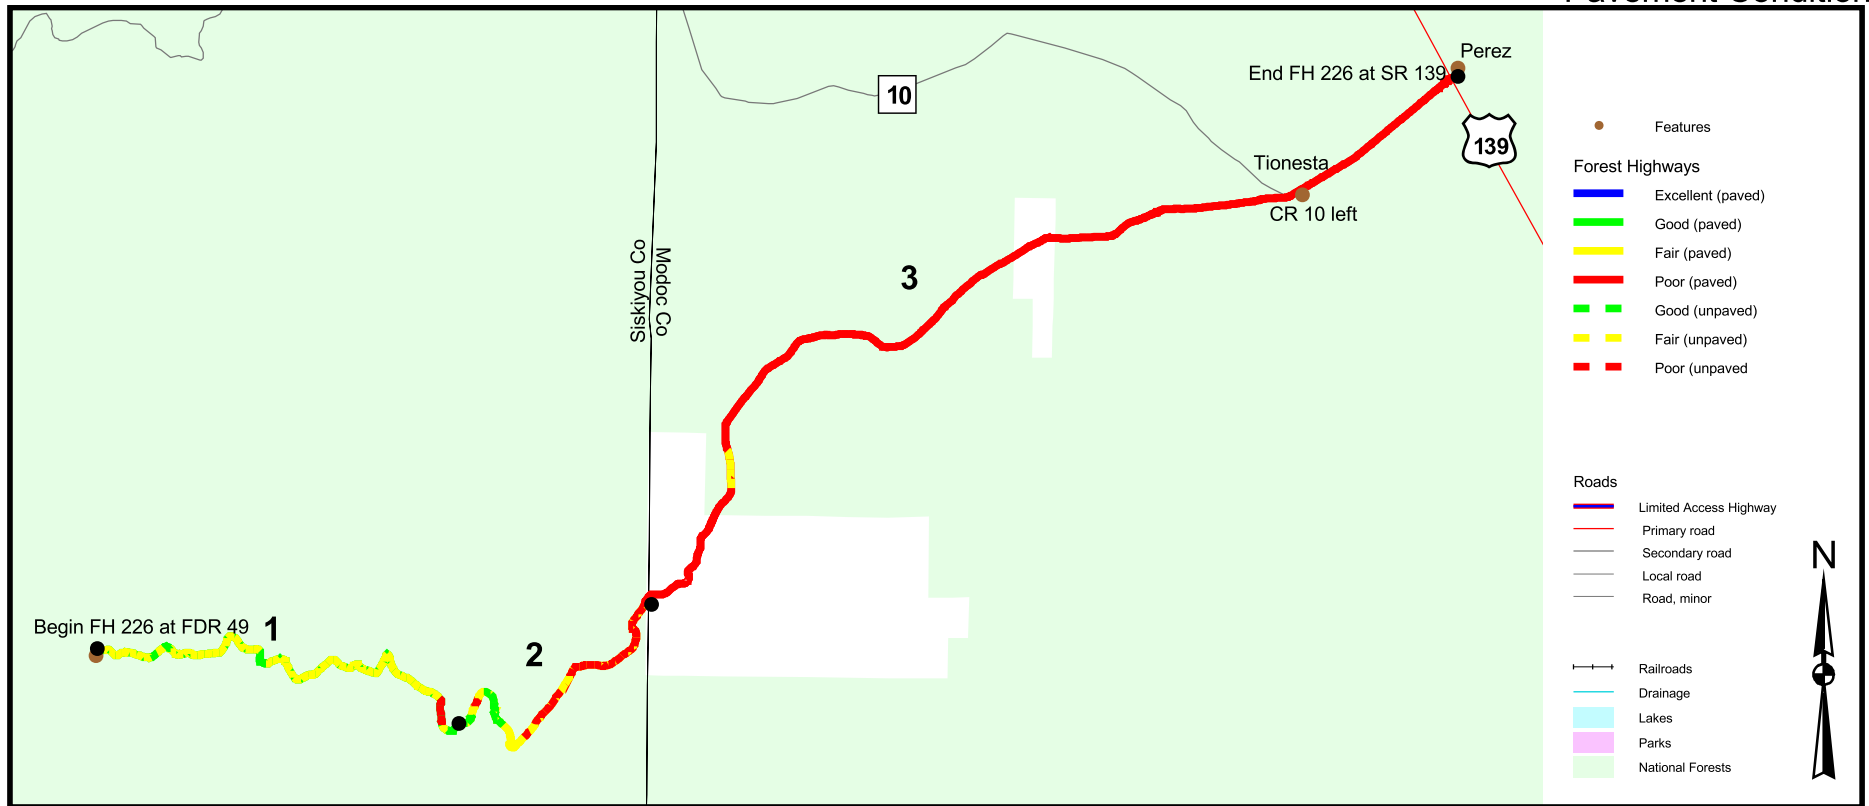 Pavement Condition
Perez
End FH 226 at SR 139
10
139
Tionesta
CR 10 left
Siskiyou Co
Modoc Co
3
Begin FH 226 at FDR 49
1
2
Features
Forest Highways
Excellent (paved)
Good (paved)
Fair (paved)
Poor (paved)
Good (unpaved)
Fair (unpaved)
Poor (unpaved
Roads
Limited Access Highway
Primary road
Secondary road
Local road
Road, minor
N
Railroads
Drainage
Lakes
Parks
National Forests